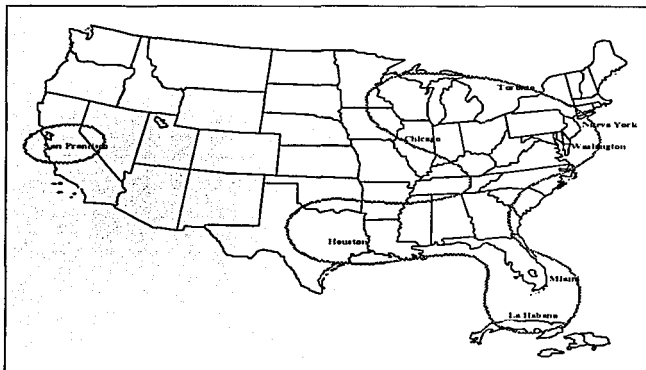 Toronto
Nueva York
Chicago
Washington
San Francisco
Houston
Miami
La Habana